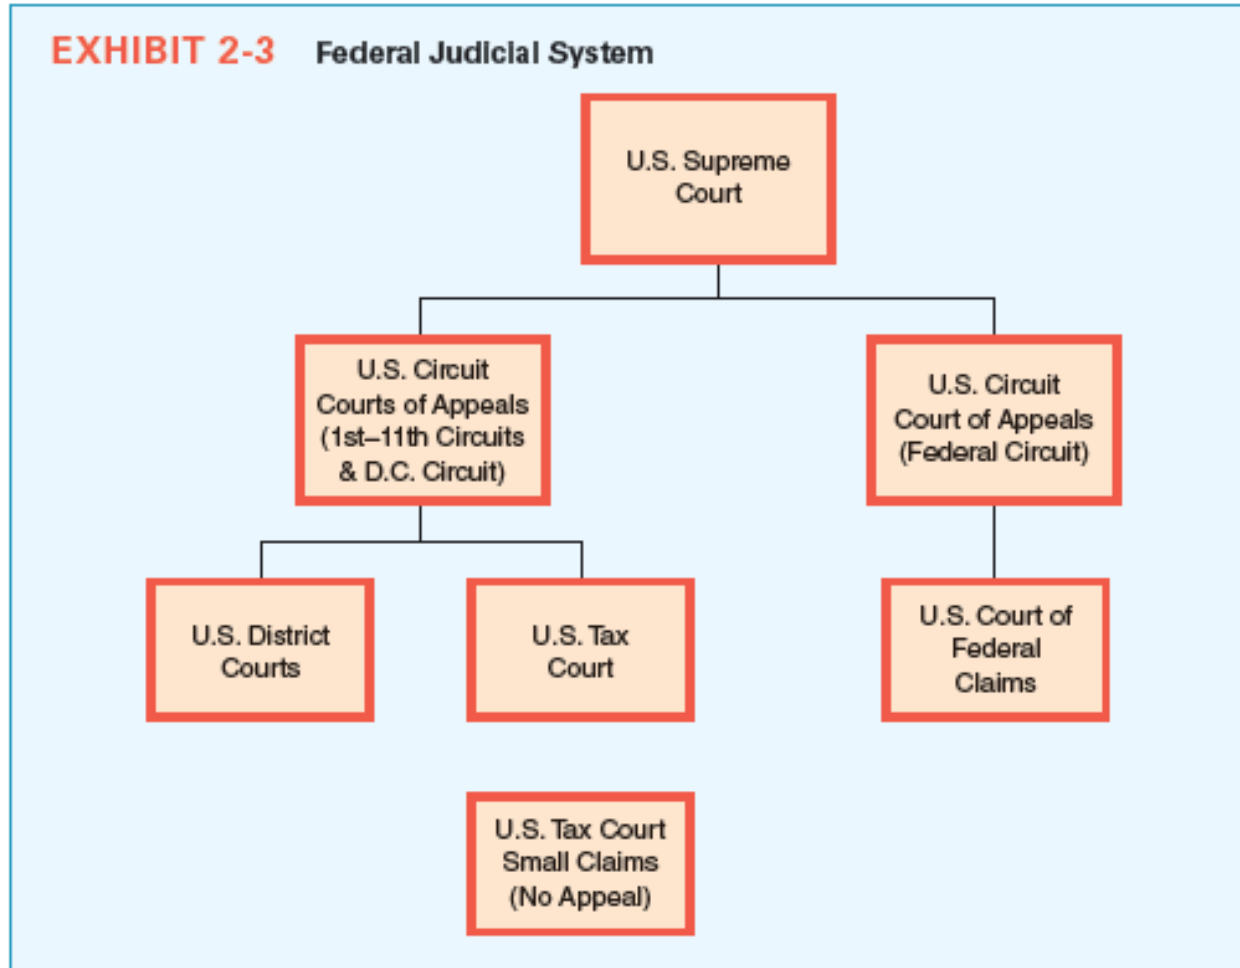 EXHIBIT 2-3 Federal Judicial System
U.S. Supreme
Court
U.S. Circuit
Courts of Appeals
(1st–11th Circuits
& D.C. Circuit)
U.S. Circuit
Court of Appeals
(Federal Circuit)
U.S. District
Courts
U.S. Tax
Court
U.S. Court of
Federal
Claims
U.S. Tax Court
Small Claims
(No Appeal)